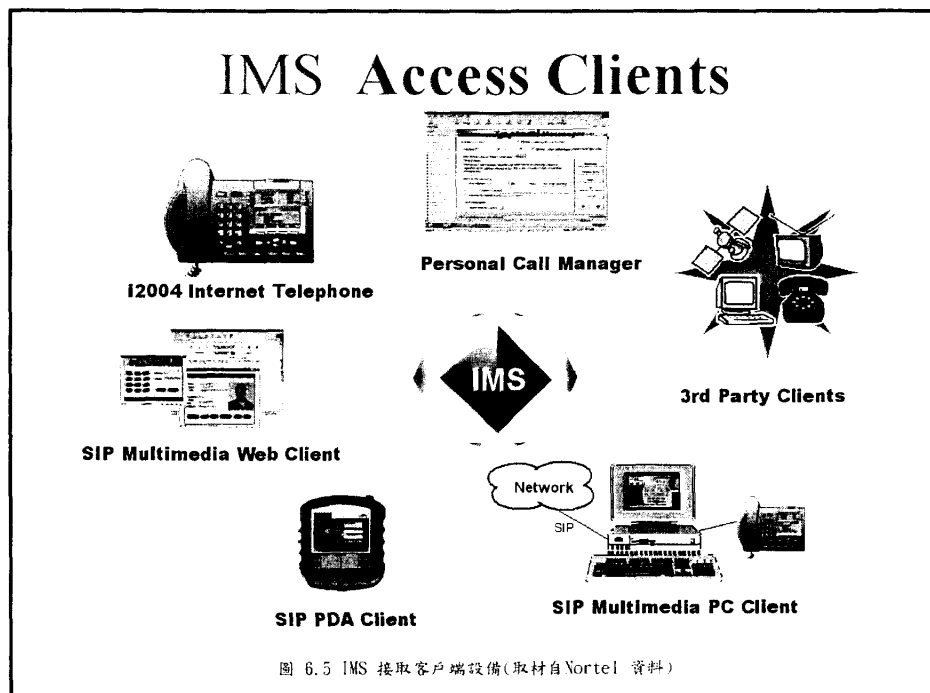 IMS Access Clients
Personal Call Manager
i2004 Internet Telephone
IMS
3rd Party Clients
SIP Multimedia Web Client
Network
SIP
SIP PDA Client
SIP Multimedia PC Client
圖 6.5 IMS 接取客戶端設備(取材自Nortel 資料)